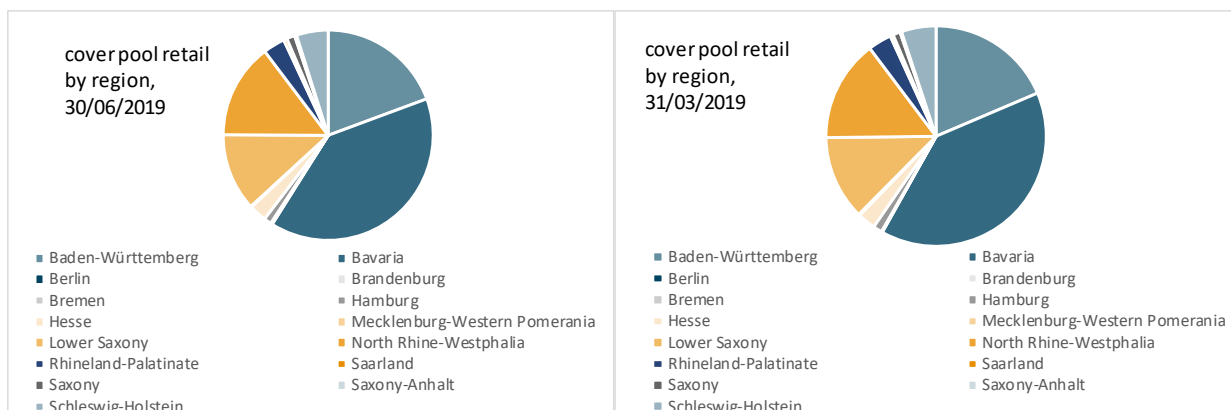 cover pool retail
by region,
30/06/2019
Baden-Württemberg
Bavaria
Berlin
Brandenburg
Bremen
Hamburg
Hesse
Mecklenburg-Western Pomerania
Lower Saxony
North Rhine-Westphalia
Rhineland-Palatinate
Saarland
Saxony
Saxony-Anhalt
Schleswig-Holstein
cover pool retail
by region,
31/03/2019
Baden-Württemberg
Bavaria
Berlin
Brandenburg
Bremen
Hamburg
Hesse
Mecklenburg-Western Pomerania
Lower Saxony
North Rhine-Westphalia
Rhineland-Palatinate
Saarland
Saxony
Saxony-Anhalt
Schleswig-Holstein